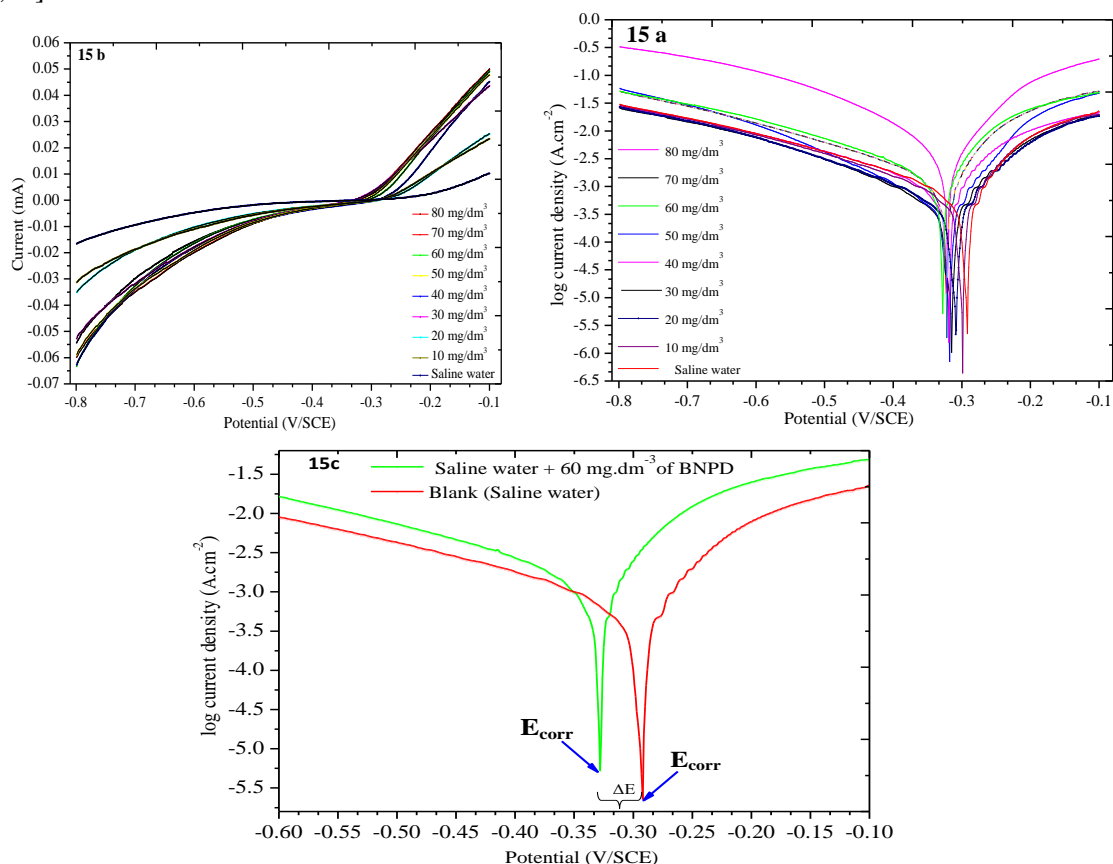 15 b
0.06
0.05
0.04
0.03
0.02
0.01
0.00
-0.01
-0.02
-0.03
-0.04
-0.05
-0.06
-0.07
Current (mA)
80 mg/dm³
70 mg/dm³
60 mg/dm³
50 mg/dm³
40 mg/dm³
30 mg/dm³
20 mg/dm³
10 mg/dm³
Saline water
-0.8 -0.7 -0.6 -0.5 -0.4 -0.3 -0.2 -0.1
Potential (V/SCE)
15 a
0.0
-0.5
-1.0
-1.5
-2.0
-2.5
-3.0
-3.5
-4.0
-4.5
-5.0
-5.5
-6.0
-6.5
log current density (A.cm⁻²)
80 mg/dm³
70 mg/dm³
60 mg/dm³
50 mg/dm³
40 mg/dm³
30 mg/dm³
20 mg/dm³
10 mg/dm³
Saline water
-0.8 -0.7 -0.6 -0.5 -0.4 -0.3 -0.2 -0.1
Potential (V/SCE)
15c
Saline water + 60 mg.dm⁻³ of BNPD
Blank (Saline water)
-1.5
-2.0
-2.5
-3.0
-3.5
-4.0
-4.5
-5.0
-5.5
log current density (A.cm⁻²)
E corr
E corr
ΔE
-0.60 -0.55 -0.50 -0.45 -0.40 -0.35 -0.30 -0.25 -0.20 -0.15 -0.10
Potential (V/SCE)